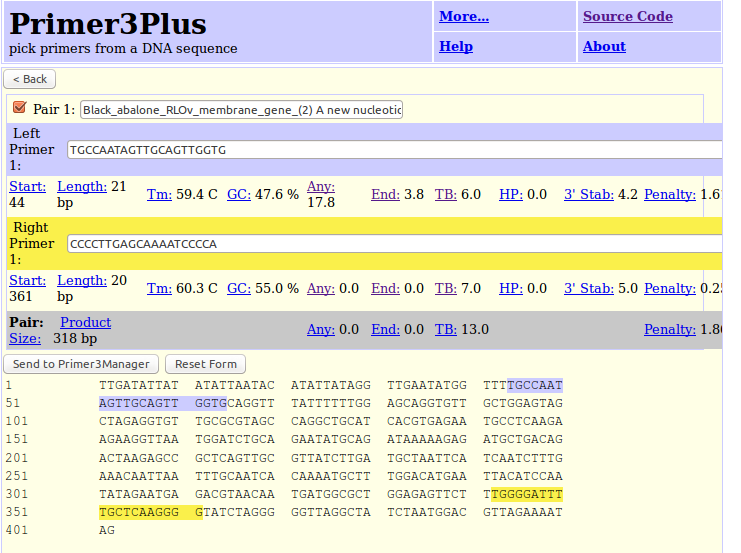 Primer3Plus
pick primers from a DNA sequence
More...
Source Code
Help
About
< Back
Pair 1: Black_abalone_RLOv_membrane_gene_(2) A new nucleotic
Left Primer 1: TGCCAATAGTTGCAGTTGGTG
Start: 44 Length: 21 bp Tm: 59.4 C GC: 47.6 % Any: 17.8 End: 3.8 TB: 6.0 HP: 0.0 3' Stab: 4.2 Penalty: 1.6
Right Primer 1: CCCCTTGAGCAAAATCCCCA
Start: 361 Length: 20 bp Tm: 60.3 C GC: 55.0 % Any: 0.0 End: 0.0 TB: 7.0 HP: 0.0 3' Stab: 5.0 Penalty: 0.25
Pair: Product Size: 318 bp Any: 0.0 End: 0.0 TB: 13.0 Penalty: 1.86
Send to Primer3Manager Reset Form
1 TTGATATTAT ATATTAATAC ATATTATAGG TTGAATATGG TTTTGCCAAT
51 AGTTGCAGTT GGTGCAGGTT TATTTTTTGG AGCAGGTGTT GCTGGAGTAG
101 CTAGAGGTGT TGCGCGTAGC CAGGCTGCAT CACGTGAGAA TGCCTCAAGA
151 AGAAGGTTAA TGGATCTGCA GAATATGCAG ATAAAAAGAG ATGCTGACAG
201 ACTAAGAGCC GCTCAGTTGC GTTATCTTGA TGCTAATTCA TCAATCTTTG
251 AAACAATTAA TTTGCAATCA CAAAATGCTT TGGACATGAA TTACATCCAA
301 TATAGAATGA GACGTAACAA TGATGGCGCT GGAGAGTTCT TTGGGGATTT
351 TGCTCAAGGG GTATCTAGGG GGTTAGGCTA TCTAATGGAC GTTAGAAAAT
401 AG